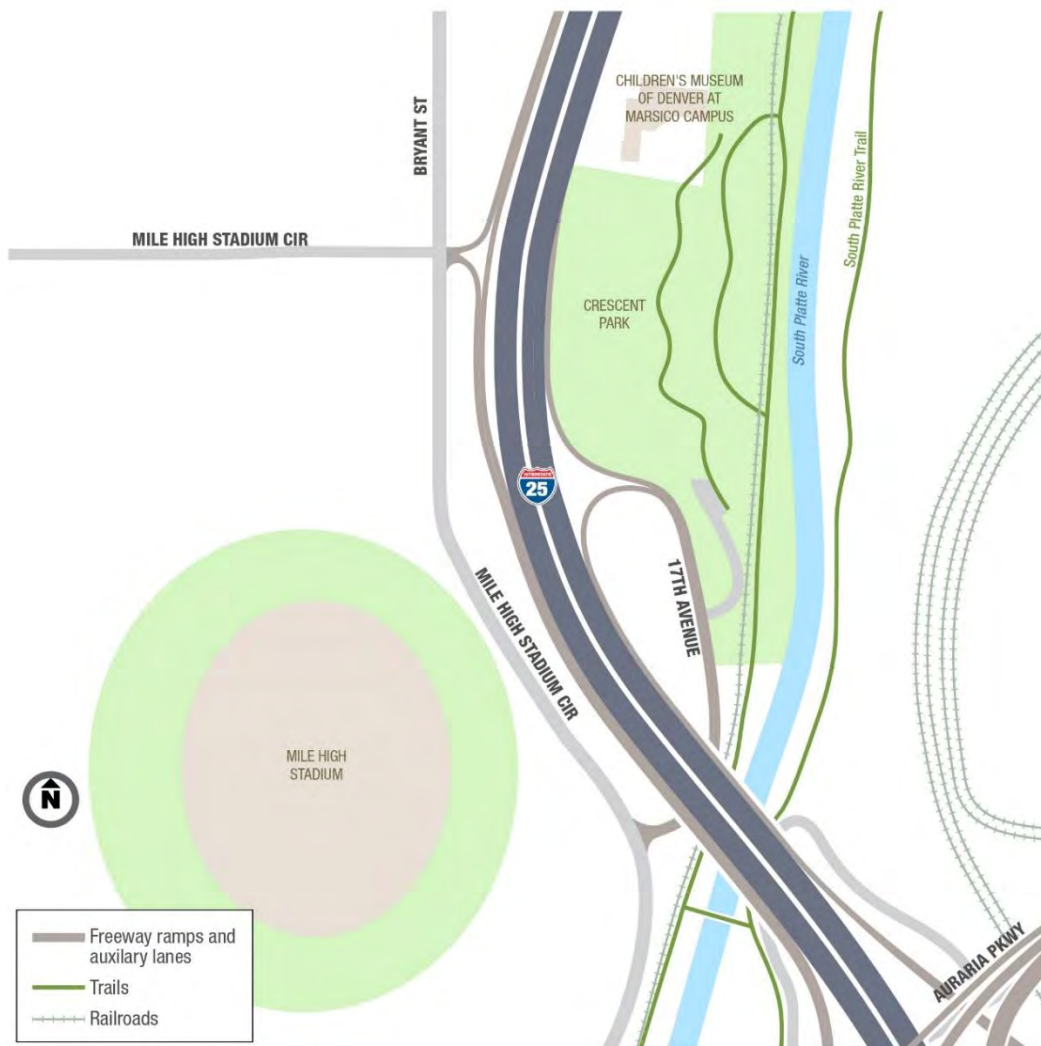 CHILDREN'S MUSEUM
OF DENVER AT
MARSICO CAMPUS
BRYANT ST
South Platte River Trail
MILE HIGH STADIUM CIR
South Platte River
CRESCENT
PARK
INTERSTATE
25
17TH AVENUE
MILE HIGH STADIUM CIR
MILE HIGH
STADIUM
N
Freeway ramps and
auxilary lanes
Trails
Railroads
AURARIA PKWY